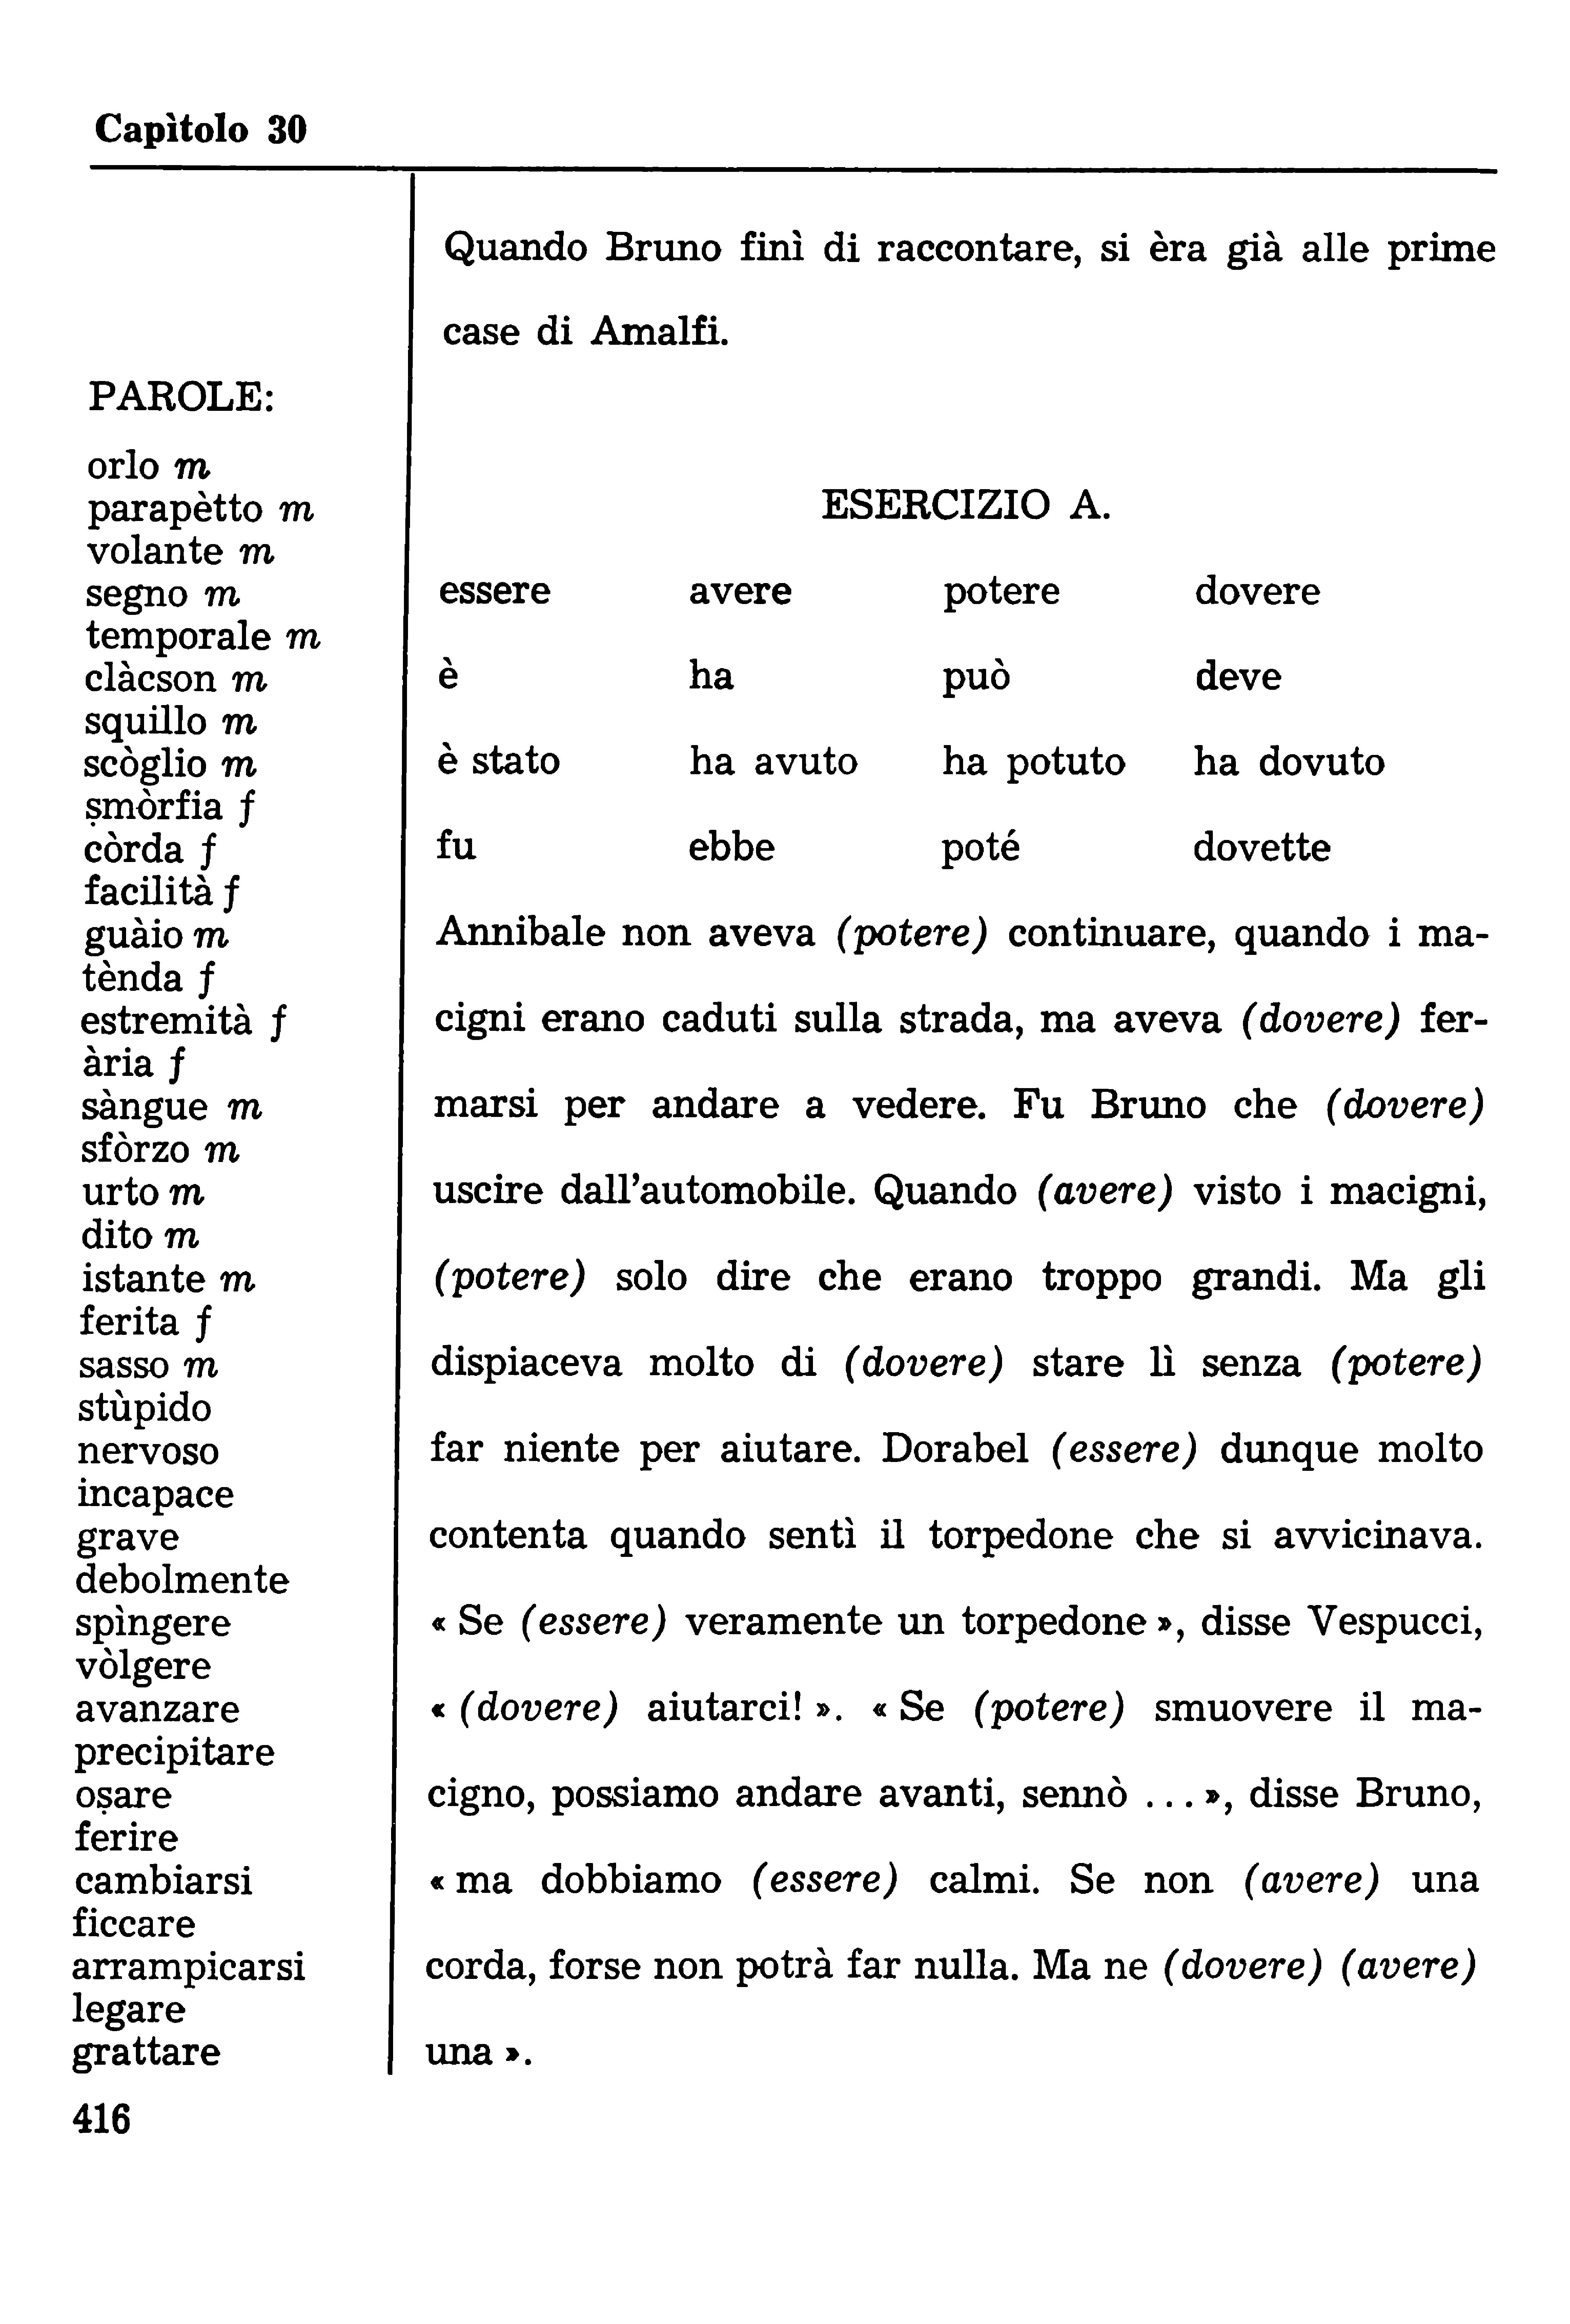 Capìtolo 30
Quando Bruno finì di raccontare, si èra già alle prime
case di Amalfi.
PAROLE:
orlo m
parapètto m
volante m
segno m
temporale m
clàcson m
squillo m
scòglio m
ṣmòrfia f
còrda f
facilità f
guàio m
tènda f
estremità f
ària f
sàngue m
sfòrzo m
urto m
dito m
istante m
ferita f
sasso m
stùpido
nervoso
incapace
grave
debolmente
spìngere
vòlgere
avanzare
precipitare
oṣare
ferire
cambiarsi
ficcare
arrampicarsi
legare
grattare
ESERCIZIO A.
essere avere potere dovere
è ha può deve
è stato ha avuto ha potuto ha dovuto
fu ebbe poté dovette
Annibale non aveva (potere) continuare, quando i ma-
cigni erano caduti sulla strada, ma aveva (dovere) fer-
marsi per andare a vedere. Fu Bruno che (dovere)
uscire dall'automobile. Quando (avere) visto i macigni,
(potere) solo dire che erano troppo grandi. Ma gli
dispiaceva molto di (dovere) stare lì senza (potere)
far niente per aiutare. Dorabel (essere) dunque molto
contenta quando sentì il torpedone che si avvicinava.
« Se (essere) veramente un torpedone », disse Vespucci,
« (dovere) aiutarci! ». « Se (potere) smuovere il ma-
cigno, possiamo andare avanti, sennò ... », disse Bruno,
« ma dobbiamo (essere) calmi. Se non (avere) una
corda, forse non potrà far nulla. Ma ne (dovere) (avere)
una ».
416